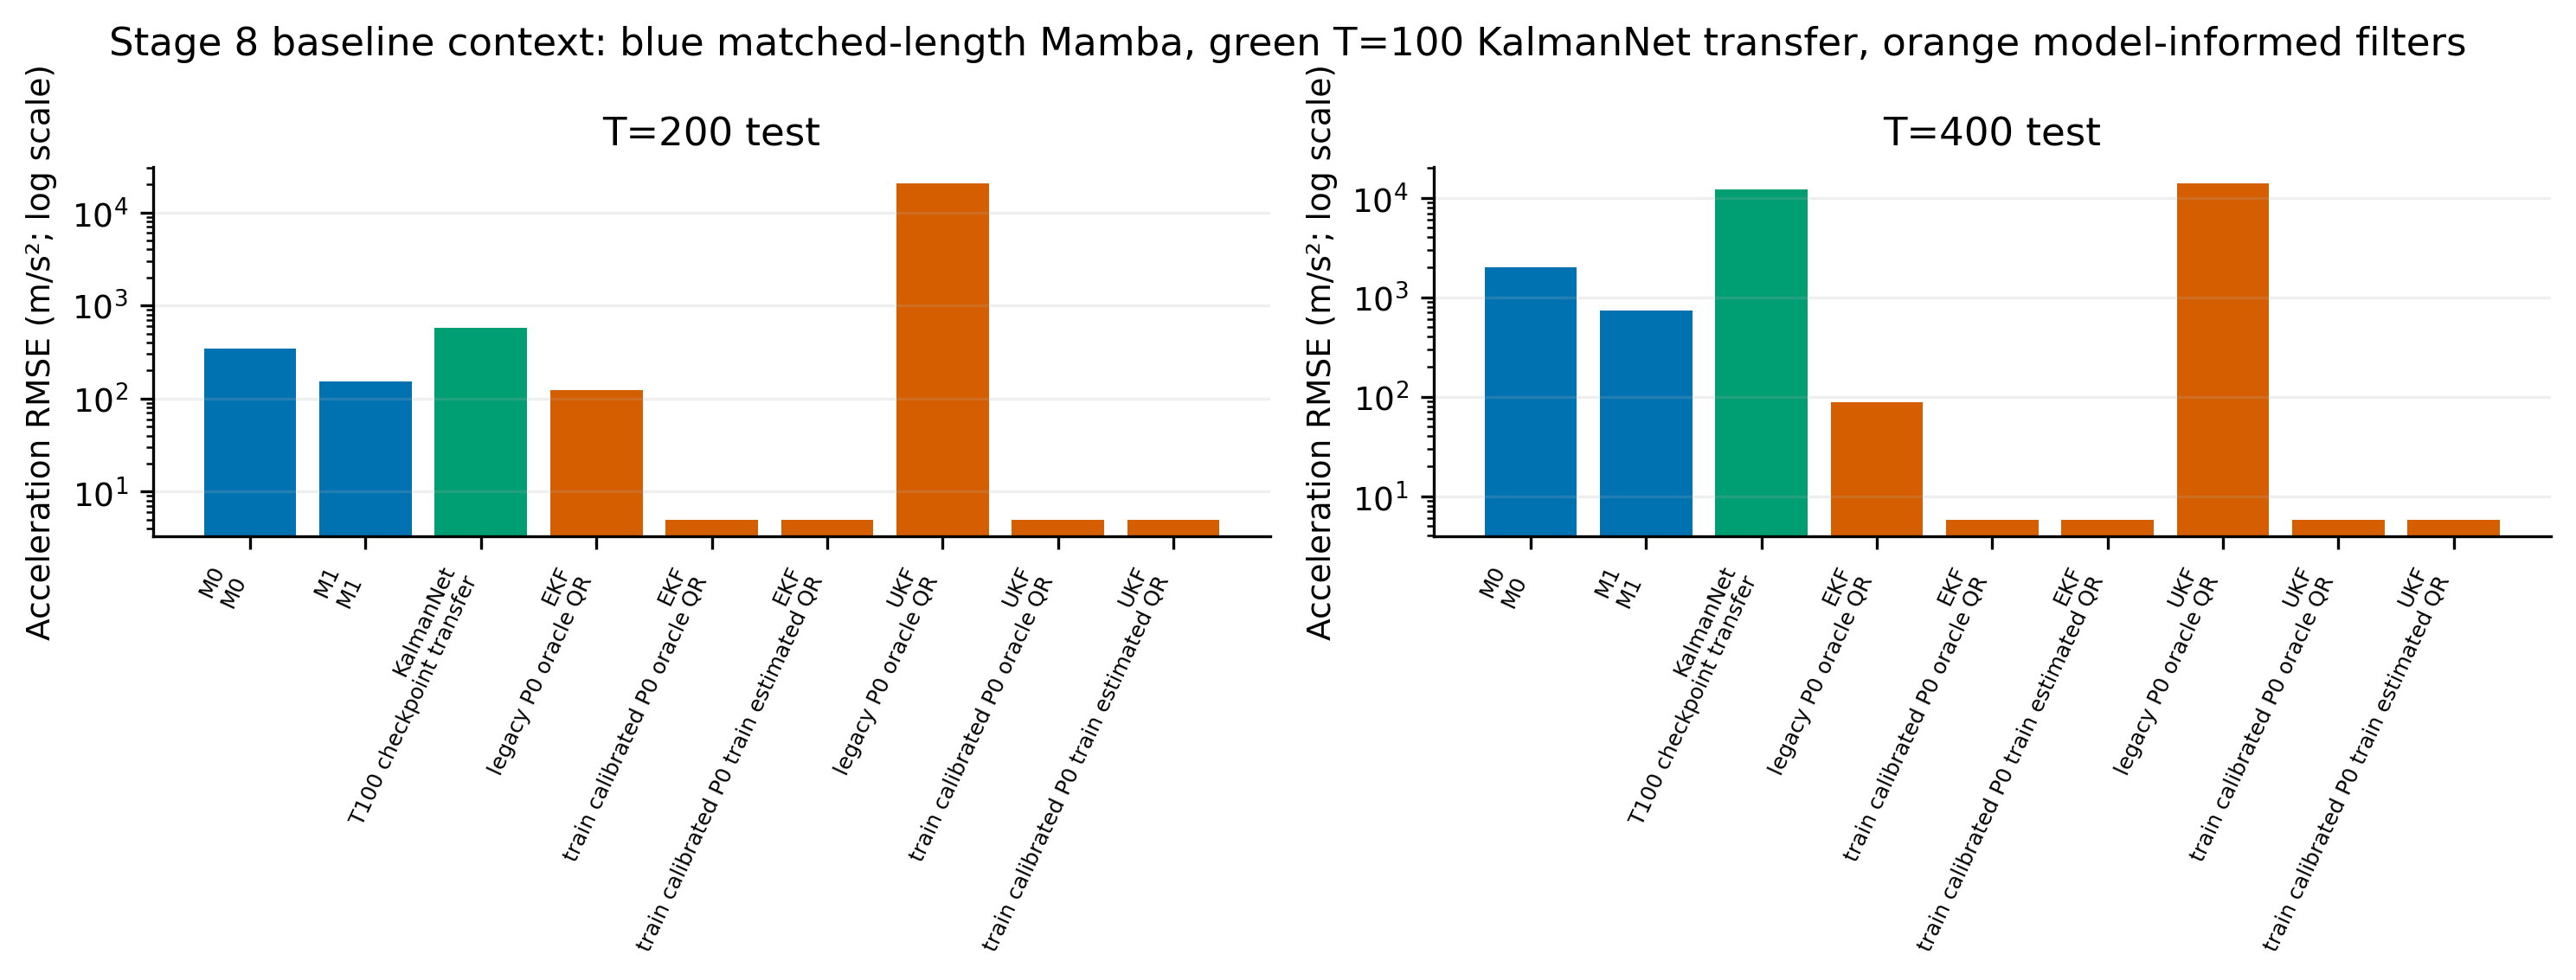 Stage 8 baseline context: blue matched-length Mamba, green T=100 KalmanNet transfer, orange model-informed filters
T=200 test
Acceleration RMSE (m/s²; log scale)
10⁴
10³
10²
10¹
M0
M0
M1
M1
KalmanNet
T100 checkpoint transfer
EKF
legacy P0 oracle QR
EKF
train calibrated P0 oracle QR
EKF
train calibrated P0 train estimated QR
UKF
legacy P0 oracle QR
UKF
train calibrated P0 oracle QR
UKF
train calibrated P0 train estimated QR
T=400 test
Acceleration RMSE (m/s²; log scale)
10⁴
10³
10²
10¹
M0
M0
M1
M1
KalmanNet
T100 checkpoint transfer
EKF
legacy P0 oracle QR
EKF
train calibrated P0 oracle QR
EKF
train calibrated P0 train estimated QR
UKF
legacy P0 oracle QR
UKF
train calibrated P0 oracle QR
UKF
train calibrated P0 train estimated QR